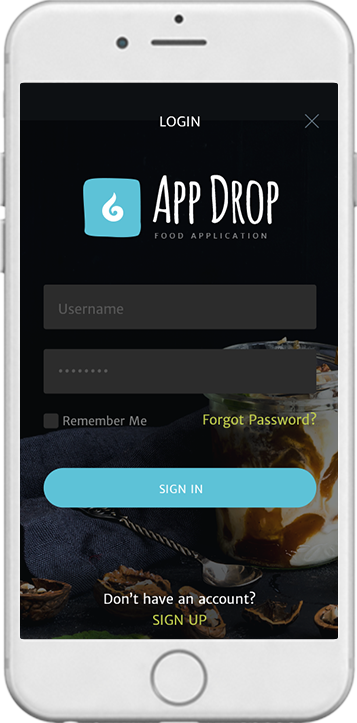 LOGIN
APP DROP
FOOD APPLICATION
Username
Remember Me
Forgot Password?
SIGN IN
Don't have an account?
SIGN UP